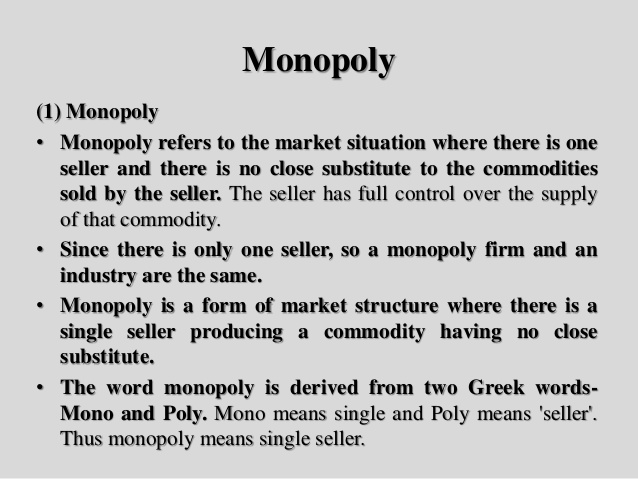 Monopoly
(1) Monopoly
• Monopoly refers to the market situation where there is one
seller and there is no close substitute to the commodities
sold by the seller. The seller has full control over the supply
of that commodity.
• Since there is only one seller, so a monopoly firm and an
industry are the same.
• Monopoly is a form of market structure where there is a
single seller producing a commodity having no close
substitute.
• The word monopoly is derived from two Greek words-
Mono and Poly. Mono means single and Poly means 'seller'.
Thus monopoly means single seller.